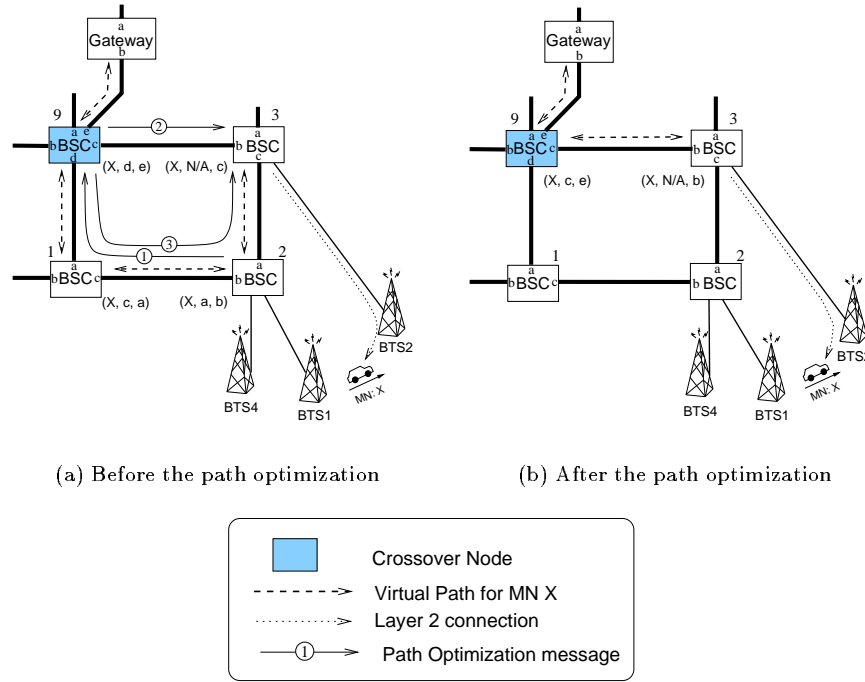 a
Gateway
b
9
a e
b BSC c
d
(X, d, e)
2
3
a
BSC
c
(X, N/A, c)
1
3
1
a
b BSC c
(X, c, a)
2
a
BSC
(X, a, b)
BTS2
BTS4
BTS1
MN: X
a
Gateway
b
9
a e
b BSC c
d
(X, c, e)
3
a
b BSC
c
(X, N/A, b)
1
a
b BSC c
2
a
b BSC
BTS4
BTS1
MN: X
(a) Before the path optimization
(b) After the path optimization
Crossover Node
Virtual Path for MN X
Layer 2 connection
1
Path Optimization message